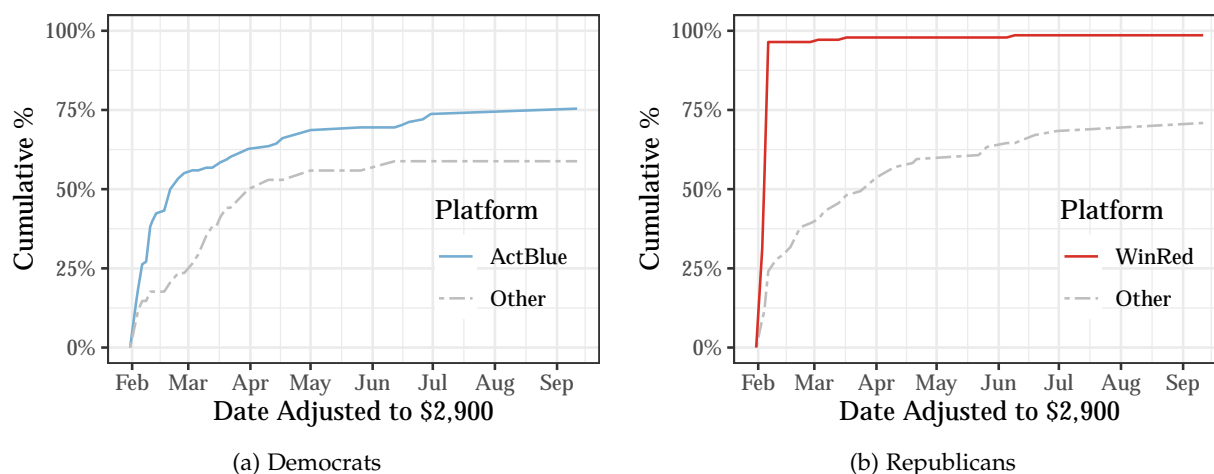 100%
75%
50%
25%
0%
Cumulative %
Platform
ActBlue
Other
Feb Mar Apr May Jun Jul Aug Sep
Date Adjusted to $2,900
(a) Democrats
100%
75%
50%
25%
0%
Cumulative %
Platform
WinRed
Other
Feb Mar Apr May Jun Jul Aug Sep
Date Adjusted to $2,900
(b) Republicans